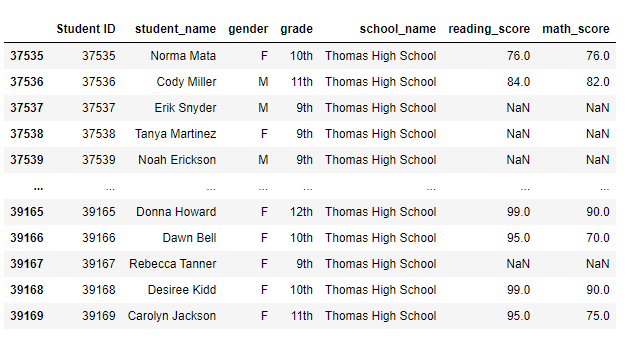 Student ID student_name gender grade school_name reading_score math_score
37535 37535 Norma Mata F 10th Thomas High School 76.0 76.0
37536 37536 Cody Miller M 11th Thomas High School 84.0 82.0
37537 37537 Erik Snyder M 9th Thomas High School NaN NaN
37538 37538 Tanya Martinez F 9th Thomas High School NaN NaN
37539 37539 Noah Erickson M 9th Thomas High School NaN NaN
... ... ... ... ... ... ... ...
39165 39165 Donna Howard F 12th Thomas High School 99.0 90.0
39166 39166 Dawn Bell F 10th Thomas High School 95.0 70.0
39167 39167 Rebecca Tanner F 9th Thomas High School NaN NaN
39168 39168 Desiree Kidd F 10th Thomas High School 99.0 90.0
39169 39169 Carolyn Jackson F 11th Thomas High School 95.0 75.0